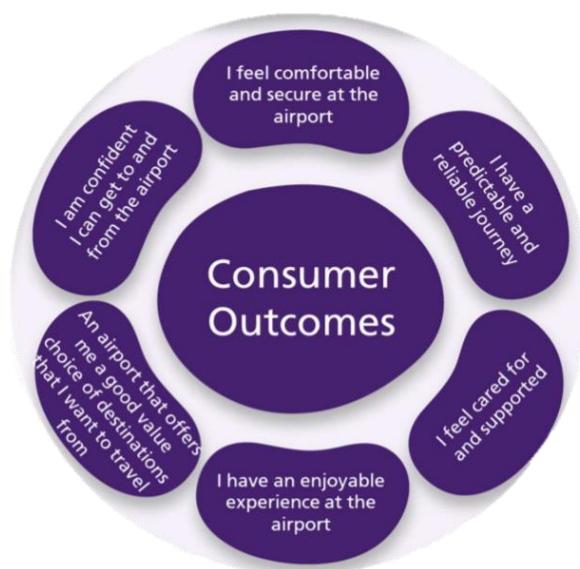 I feel comfortable
and secure at the
airport
I have a
predictable and
reliable journey
I feel cared for
and supported
I have an enjoyable
experience at the
airport
An airport that offers
me a good value
choice of destinations
that I want to travel
from
I am confident
I can get to and
from the airport
Consumer
Outcomes